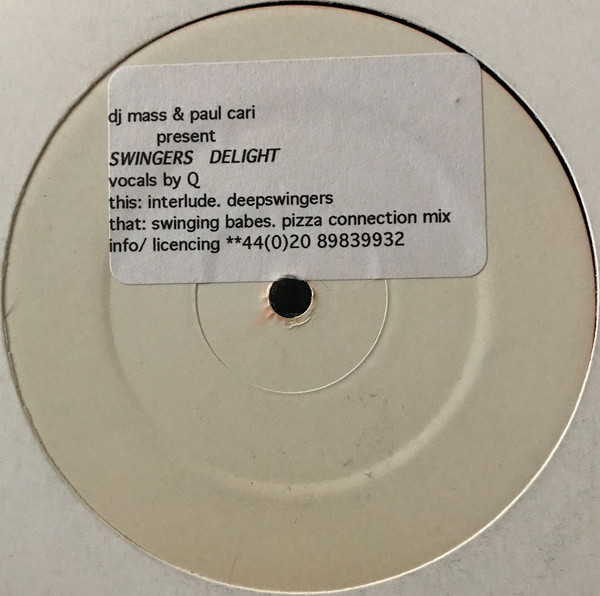 dj mass & paul cari
present
SWINGERS DELIGHT
vocals by Q
this: interlude. deepswingers
that: swinging babes. pizza connection mix
info/ licencing **44(0)20 89839932